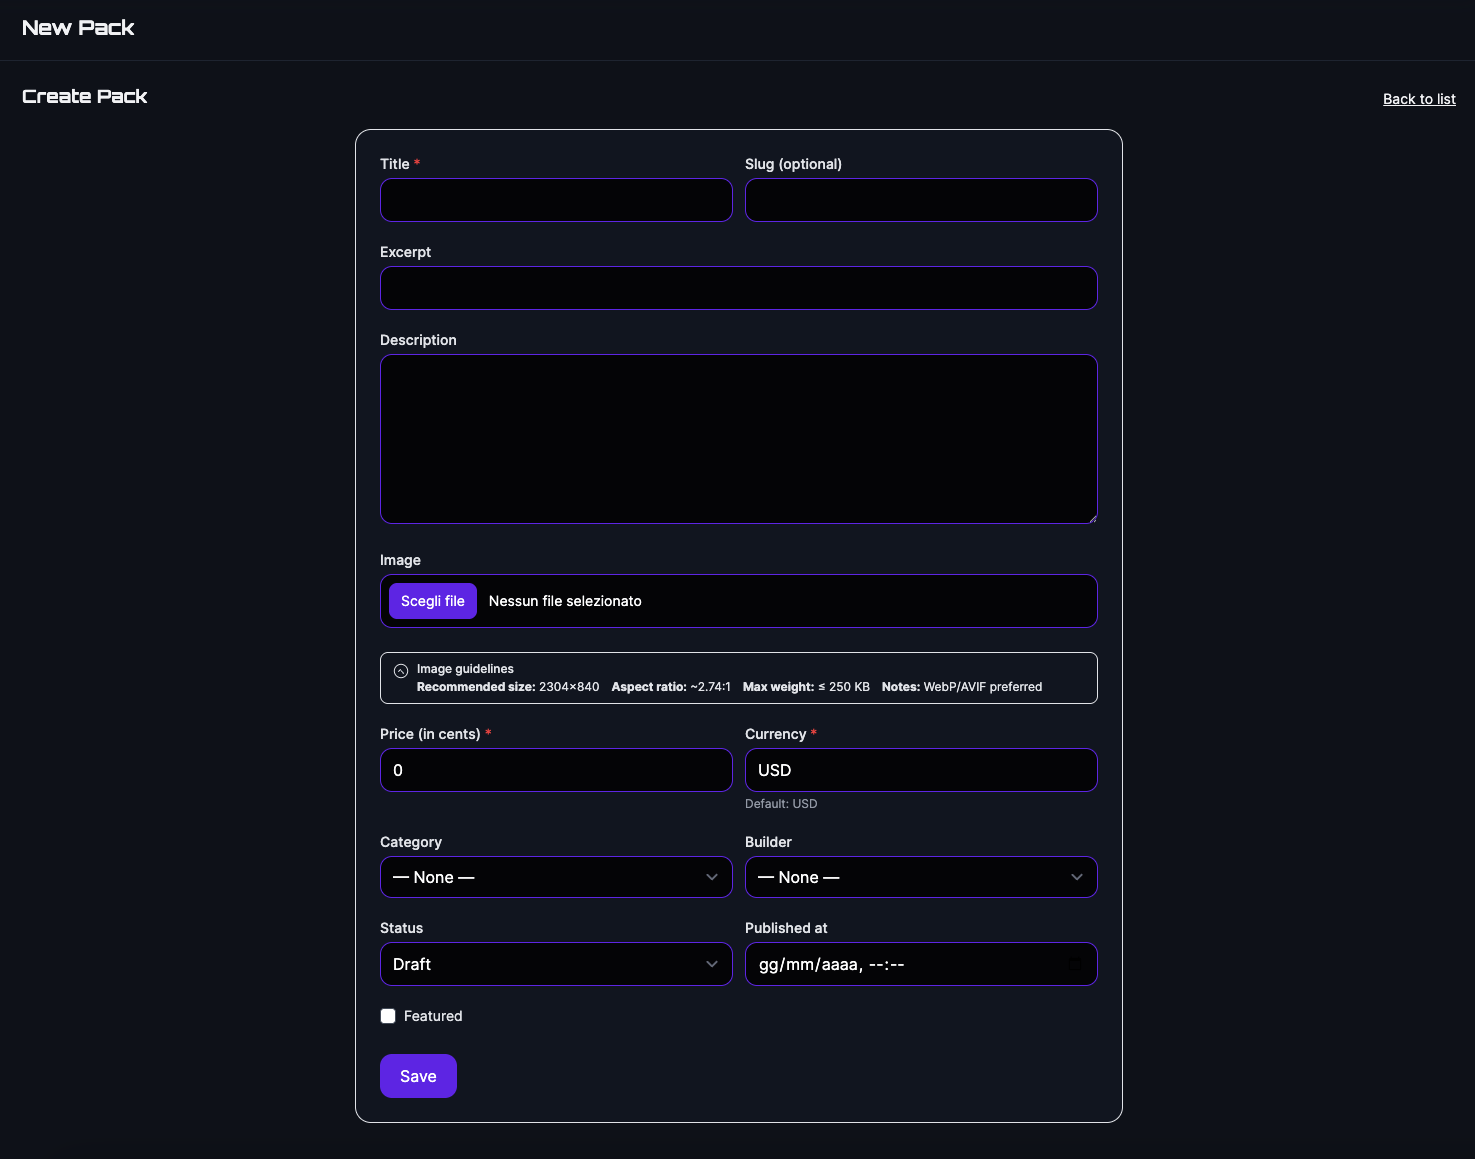 New Pack
Create Pack
Back to list
Title *
Slug (optional)
Excerpt
Description
Image
Scegli file Nessun file selezionato
Image guidelines
Recommended size: 2304×840 Aspect ratio: ~2.74:1 Max weight: ≤ 250 KB Notes: WebP/AVIF preferred
Price (in cents) *
Currency *
0
USD
Default: USD
Category
Builder
— None —
— None —
Status
Published at
Draft
gg/mm/aaaa, --:--
Featured
Save